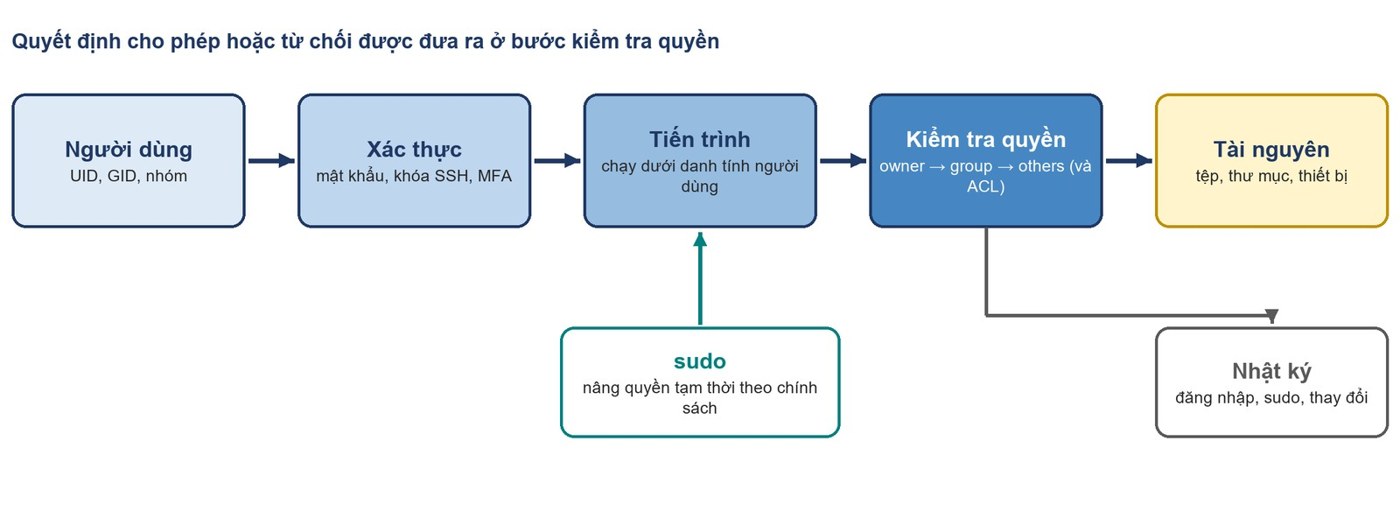 Quyết định cho phép hoặc từ chối được đưa ra ở bước kiểm tra quyền
Người dùng
UID, GID, nhóm
Xác thực
mật khẩu, khóa SSH, MFA
Tiến trình
chạy dưới danh tính người
dùng
Kiểm tra quyền
owner → group → others (và
ACL)
Tài nguyên
tệp, thư mục, thiết bị
sudo
nâng quyền tạm thời theo chính
sách
Nhật ký
đăng nhập, sudo, thay đổi